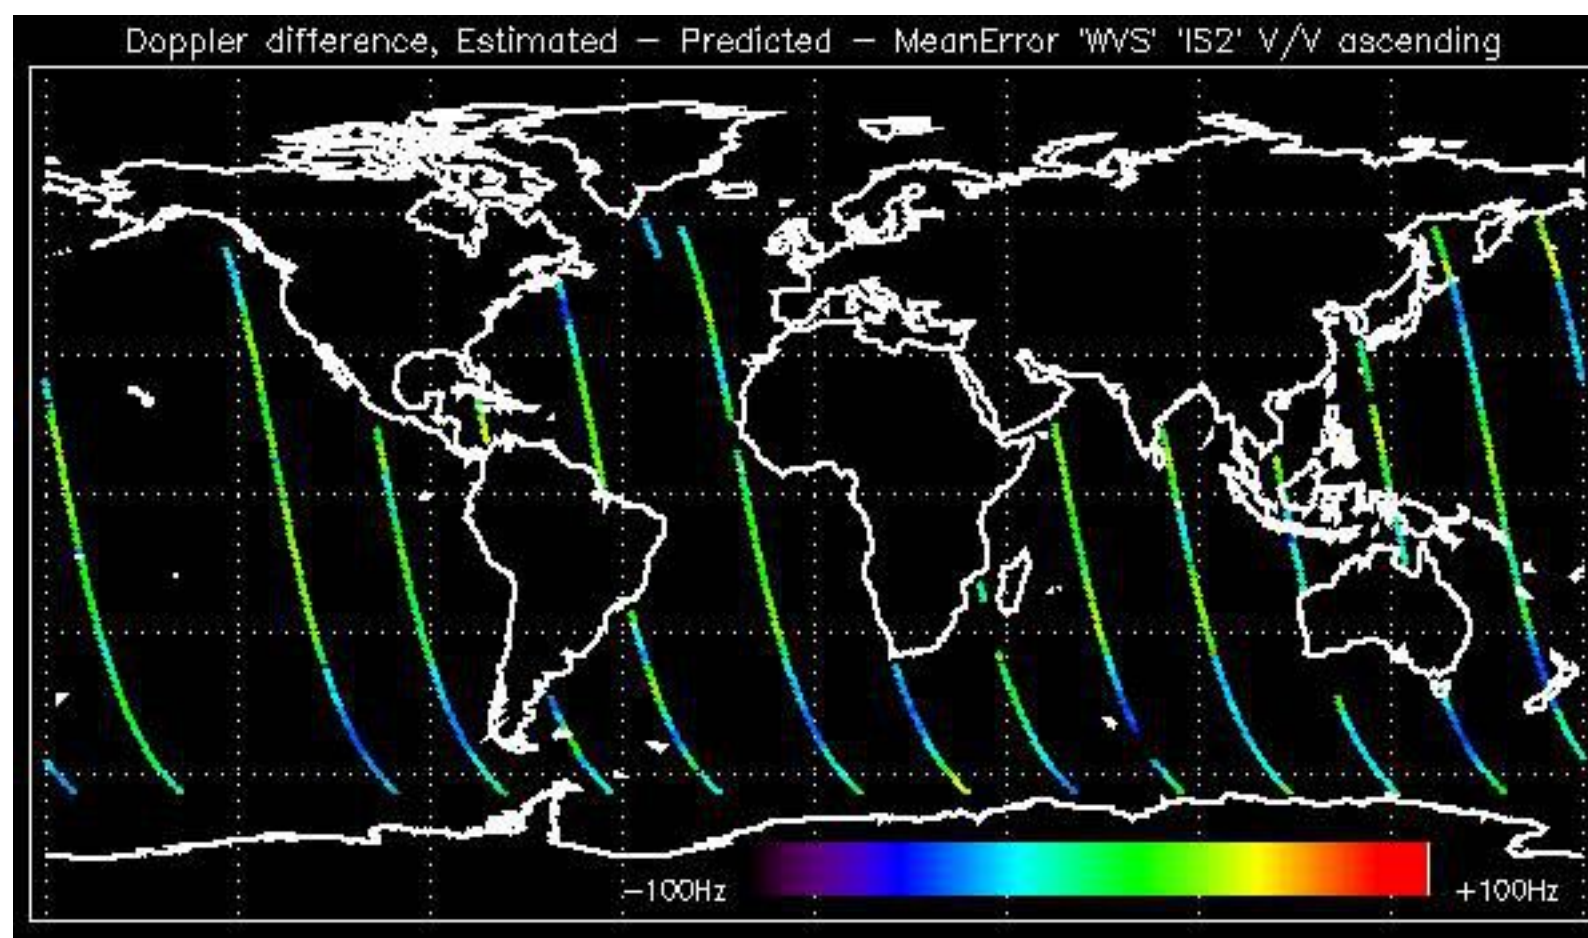 Doppler difference, Estimated – Predicted – MeanError 'WVS' 'IS2' V/V ascending
–100Hz +100Hz